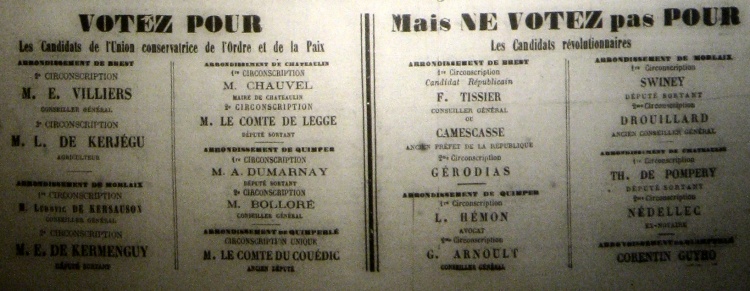 VOTEZ POUR
Les Candidats de l'Union conservatrice de l'Ordre et de la Paix
ARRONDISSEMENT DE BREST
2e CIRCONSCRIPTION
M. E. VILLIERS
CONSEILLER GÉNÉRAL
3e CIRCONSCRIPTION
M. L. DE KERJÉGU
AGRICULTEUR
ARRONDISSEMENT DE MORLAIX
1re CIRCONSCRIPTION
M. LUDOVIC DE KERSAUSON
CONSEILLER GÉNÉRAL
2e CIRCONSCRIPTION
M. E. DE KERMENGUY
DÉPUTÉ SORTANT
ARRONDISSEMENT DE CHATEAULIN
1re CIRCONSCRIPTION
M. CHAUVEL
MAIRE DE CHATEAULIN
2e CIRCONSCRIPTION
M. LE COMTE DE LEGGE
DÉPUTÉ SORTANT
ARRONDISSEMENT DE QUIMPER
1re CIRCONSCRIPTION
M. A. DUMARNAY
DÉPUTÉ SORTANT
2e CIRCONSCRIPTION
M. BOLLORÉ
CONSEILLER GÉNÉRAL
ARRONDISSEMENT DE QUIMPERLÉ
CIRCONSCRIPTION UNIQUE
M. LE COMTE DU COUËDIC
ANCIEN DÉPUTÉ
Mais NE VOTEZ pas POUR
Les Candidats révolutionnaires
ARRONDISSEMENT DE BREST
1re Circonscription
Candidat Républicain
F. TISSIER
CONSEILLER GÉNÉRAL
OU
CAMESCASSE
ANCIEN PRÉFET DE LA RÉPUBLIQUE
2me Circonscription
GÉRODIAS
ARRONDISSEMENT DE QUIMPER
1re Circonscription
L. HÉMON
AVOCAT
2me Circonscription
G. ARNOULT
CONSEILLER GÉNÉRAL
ARRONDISSEMENT DE MORLAIX
1re Circonscription
SWINEY
DÉPUTÉ SORTANT
2me Circonscription
DROUILLARD
ANCIEN CONSEILLER GÉNÉRAL
ARRONDISSEMENT DE CHATEAULIN
1re Circonscription
TH. DE POMPERY
DÉPUTÉ SORTANT
2me Circonscription
NÉDELLEC
EX-NOTAIRE
ARRONDISSEMENT DE QUIMPERLÉ
CORENTIN GUYHO